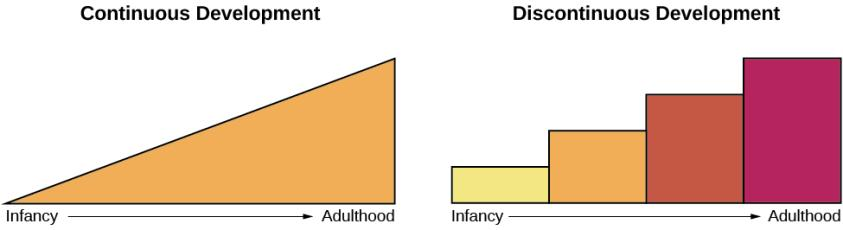 Continuous Development
Discontinuous Development
Infancy
Adulthood
Infancy
Adulthood